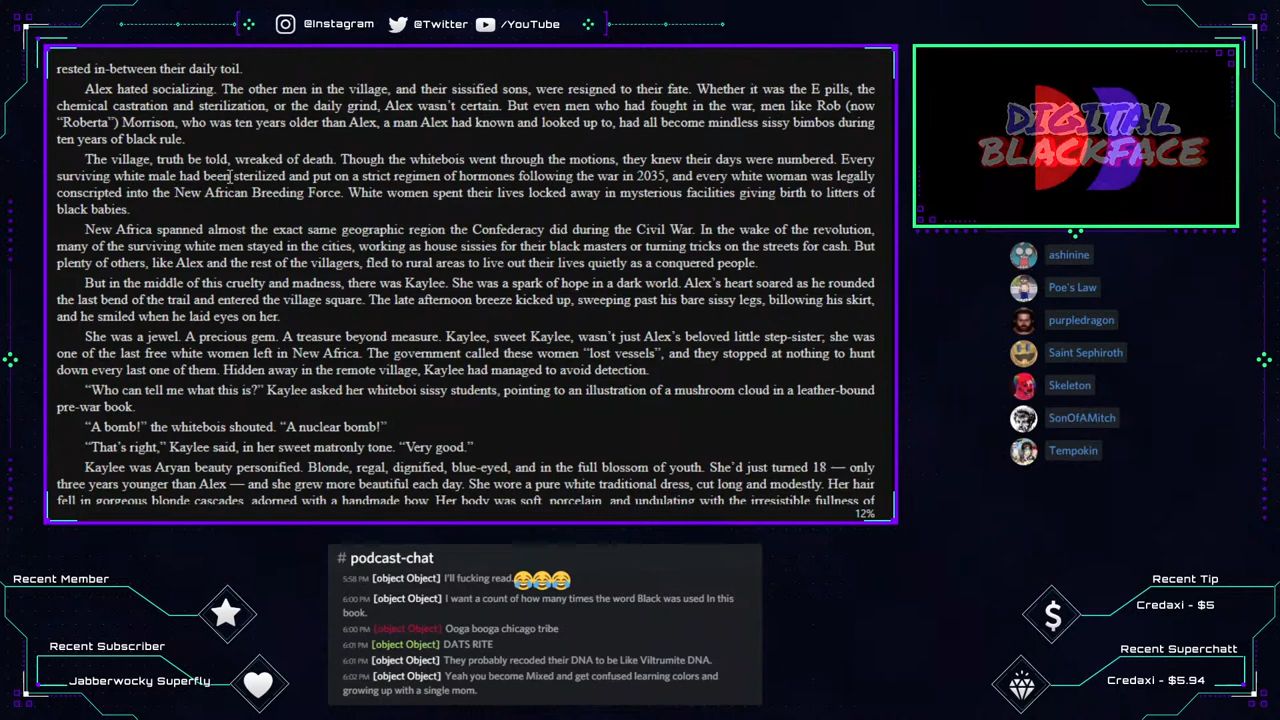 @Instagram
@Twitter
/YouTube
rested in-between their daily toil.
Alex hated socializing. The other men in the village, and their sissified sons, were resigned to their fate. Whether it was the E pills, the
chemical castration and sterilization, or the daily grind, Alex wasn't certain. But even men who had fought in the war, men like Rob (now
“Roberta”) Morrison, who was ten years older than Alex, a man Alex had known and looked up to, had all become mindless sissy bimbos during
ten years of black rule.
The village, truth be told, wreaked of death. Though the whitebois went through the motions, they knew their days were numbered. Every
surviving white male had been sterilized and put on a strict regimen of hormones following the war in 2035, and every white woman was legally
conscripted into the New African Breeding Force. White women spent their lives locked away in mysterious facilities giving birth to litters of
black babies.
New Africa spanned almost the exact same geographic region the Confederacy did during the Civil War. In the wake of the revolution,
many of the surviving white men stayed in the cities, working as house sissies for their black masters or turning tricks on the streets for cash. But
plenty of others, like Alex and the rest of the villagers, fled to rural areas to live out their lives quietly as a conquered people.
But in the middle of this cruelty and madness, there was Kaylee. She was a spark of hope in a dark world. Alex's heart soared as he rounded
the last bend of the trail and entered the village square. The late afternoon breeze kicked up, sweeping past his bare sissy legs, billowing his skirt,
and he smiled when he laid eyes on her.
She was a jewel. A precious gem. A treasure beyond measure. Kaylee, sweet Kaylee, wasn't just Alex's beloved little step-sister; she was
one of the last free white women left in New Africa. The government called these women “lost vessels”, and they stopped at nothing to hunt
down every last one of them. Hidden away in the remote village, Kaylee had managed to avoid detection.
“Who can tell me what this is?” Kaylee asked her whiteboi sissy students, pointing to an illustration of a mushroom cloud in a leather-bound
pre-war book.
“A bomb!” the whitebois shouted. “A nuclear bomb!”
“That's right,” Kaylee said, in her sweet matronly tone. “Very good.”
Kaylee was Aryan beauty personified. Blonde, regal, dignified, blue-eyed, and in the full blossom of youth. She'd just turned 18 — only
three years younger than Alex — and she grew more beautiful each day. She wore a pure white traditional dress, cut long and modestly. Her hair
fell in gorgeous blonde cascades, adorned with a handmade bow. Her body was soft, porcelain, and undulating with the irresistible fullness of
12%
DIGITAL
BLACKFACE
ashinine
Poe's Law
purpledragon
Saint Sephiroth
Skeleton
SonOfAMitch
Tempokin
# podcast-chat
5:58 PM [object Object] I'll fucking read.😂😂😂
6:00 PM [object Object] I want a count of how many times the word Black was used In this
book.
6:00 PM [object Object] Ooga booga chicago tribe
6:01 PM [object Object] DATS RITE
6:01 PM [object Object] They probably recoded their DNA to be Like Viltrumite DNA.
6:02 PM [object Object] Yeah you become Mixed and get confused learning colors and
growing up with a single mom.
Recent Member
Recent Subscriber
Jabberwocky Superfly
Recent Tip
Credaxi - $5
Recent Superchatt
Credaxi - $5.94